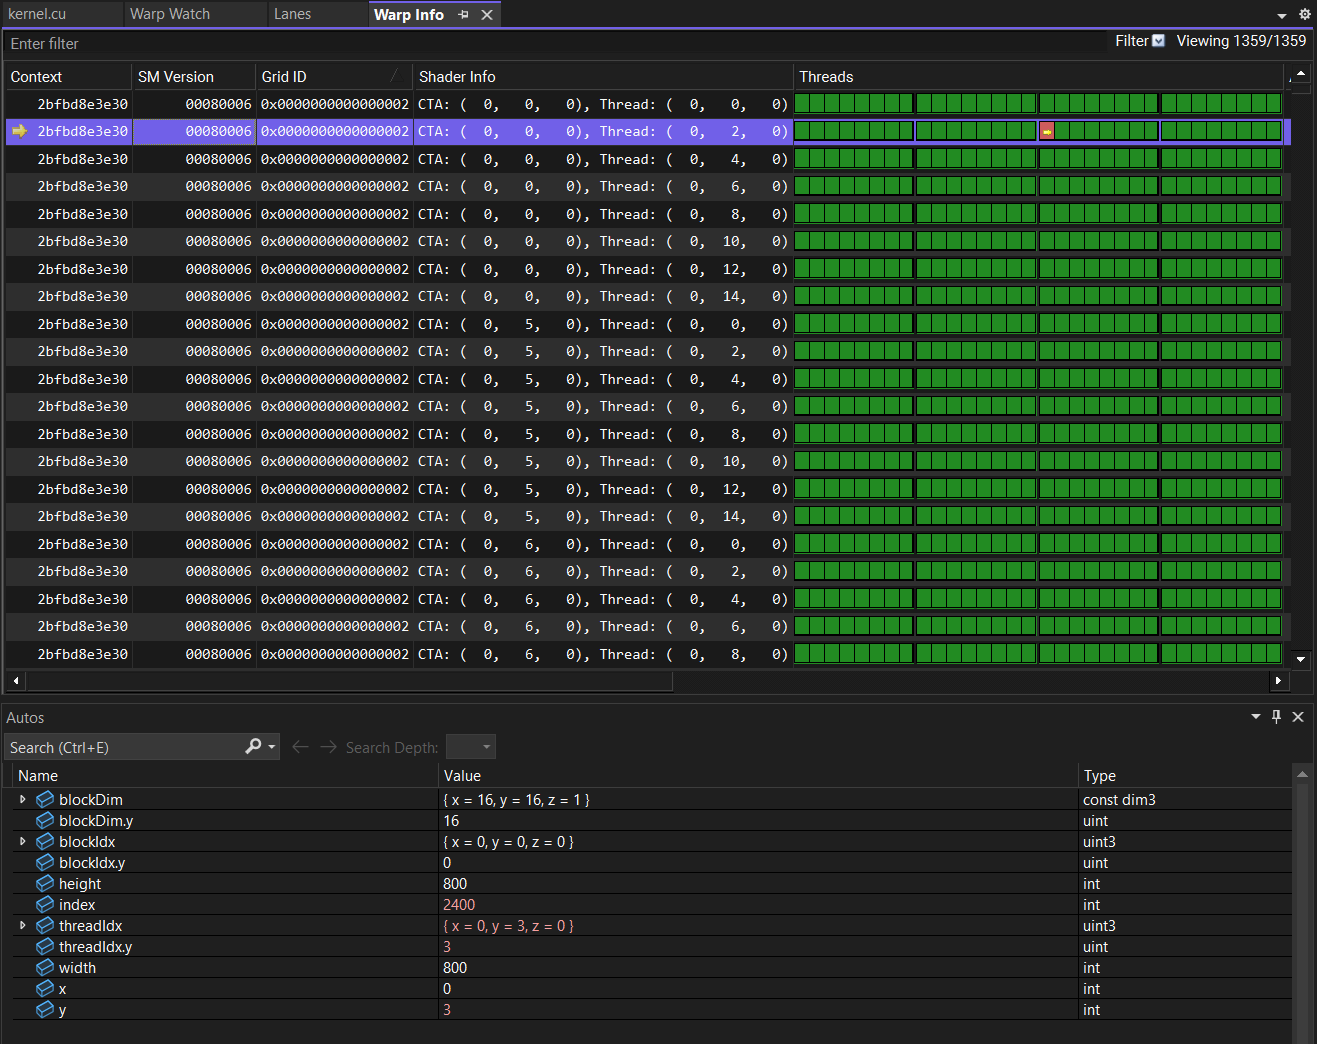 kernel.cu Warp Watch Lanes Warp Info
Enter filter Filter Viewing 1359/1359
Context SM Version Grid ID Shader Info Threads
2bfbd8e3e30 00080006 0x0000000000000002 CTA: ( 0, 0, 0), Thread: ( 0, 0, 0)
2bfbd8e3e30 00080006 0x0000000000000002 CTA: ( 0, 0, 0), Thread: ( 0, 2, 0)
2bfbd8e3e30 00080006 0x0000000000000002 CTA: ( 0, 0, 0), Thread: ( 0, 4, 0)
2bfbd8e3e30 00080006 0x0000000000000002 CTA: ( 0, 0, 0), Thread: ( 0, 6, 0)
2bfbd8e3e30 00080006 0x0000000000000002 CTA: ( 0, 0, 0), Thread: ( 0, 8, 0)
2bfbd8e3e30 00080006 0x0000000000000002 CTA: ( 0, 0, 0), Thread: ( 0, 10, 0)
2bfbd8e3e30 00080006 0x0000000000000002 CTA: ( 0, 0, 0), Thread: ( 0, 12, 0)
2bfbd8e3e30 00080006 0x0000000000000002 CTA: ( 0, 0, 0), Thread: ( 0, 14, 0)
2bfbd8e3e30 00080006 0x0000000000000002 CTA: ( 0, 5, 0), Thread: ( 0, 0, 0)
2bfbd8e3e30 00080006 0x0000000000000002 CTA: ( 0, 5, 0), Thread: ( 0, 2, 0)
2bfbd8e3e30 00080006 0x0000000000000002 CTA: ( 0, 5, 0), Thread: ( 0, 4, 0)
2bfbd8e3e30 00080006 0x0000000000000002 CTA: ( 0, 5, 0), Thread: ( 0, 6, 0)
2bfbd8e3e30 00080006 0x0000000000000002 CTA: ( 0, 5, 0), Thread: ( 0, 8, 0)
2bfbd8e3e30 00080006 0x0000000000000002 CTA: ( 0, 5, 0), Thread: ( 0, 10, 0)
2bfbd8e3e30 00080006 0x0000000000000002 CTA: ( 0, 5, 0), Thread: ( 0, 12, 0)
2bfbd8e3e30 00080006 0x0000000000000002 CTA: ( 0, 5, 0), Thread: ( 0, 14, 0)
2bfbd8e3e30 00080006 0x0000000000000002 CTA: ( 0, 6, 0), Thread: ( 0, 0, 0)
2bfbd8e3e30 00080006 0x0000000000000002 CTA: ( 0, 6, 0), Thread: ( 0, 2, 0)
2bfbd8e3e30 00080006 0x0000000000000002 CTA: ( 0, 6, 0), Thread: ( 0, 4, 0)
2bfbd8e3e30 00080006 0x0000000000000002 CTA: ( 0, 6, 0), Thread: ( 0, 6, 0)
2bfbd8e3e30 00080006 0x0000000000000002 CTA: ( 0, 6, 0), Thread: ( 0, 8, 0)
Autos
Search (Ctrl+E) Search Depth:
Name Value Type
blockDim { x = 16, y = 16, z = 1 } const dim3
blockDim.y 16 uint
blockIdx { x = 0, y = 0, z = 0 } uint3
blockIdx.y 0 uint
height 800 int
index 2400 int
threadIdx { x = 0, y = 3, z = 0 } uint3
threadIdx.y 3 uint
width 800 int
x 0 int
y 3 int